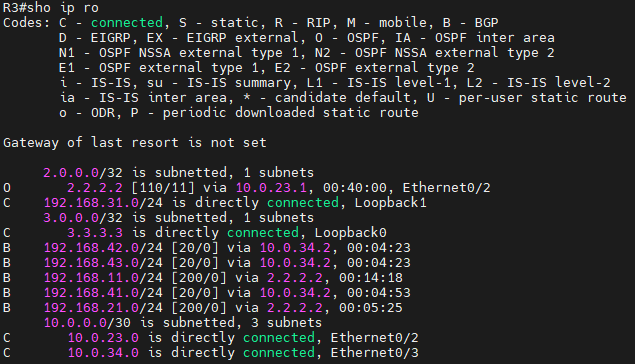 R3#sho ip ro
Codes: C - connected, S - static, R - RIP, M - mobile, B - BGP
       D - EIGRP, EX - EIGRP external, O - OSPF, IA - OSPF inter area
       N1 - OSPF NSSA external type 1, N2 - OSPF NSSA external type 2
       E1 - OSPF external type 1, E2 - OSPF external type 2
       i - IS-IS, su - IS-IS summary, L1 - IS-IS level-1, L2 - IS-IS level-2
       ia - IS-IS inter area, * - candidate default, U - per-user static route
       o - ODR, P - periodic downloaded static route
Gateway of last resort is not set
     2.0.0.0/32 is subnetted, 1 subnets
O       2.2.2.2 [110/11] via 10.0.23.1, 00:40:00, Ethernet0/2
C    192.168.31.0/24 is directly connected, Loopback1
     3.0.0.0/32 is subnetted, 1 subnets
C       3.3.3.3 is directly connected, Loopback0
B    192.168.42.0/24 [20/0] via 10.0.34.2, 00:04:23
B    192.168.43.0/24 [20/0] via 10.0.34.2, 00:04:23
B    192.168.11.0/24 [200/0] via 2.2.2.2, 00:14:18
B    192.168.41.0/24 [20/0] via 10.0.34.2, 00:04:53
B    192.168.21.0/24 [200/0] via 2.2.2.2, 00:05:25
     10.0.0.0/30 is subnetted, 3 subnets
C       10.0.23.0 is directly connected, Ethernet0/2
C       10.0.34.0 is directly connected, Ethernet0/3